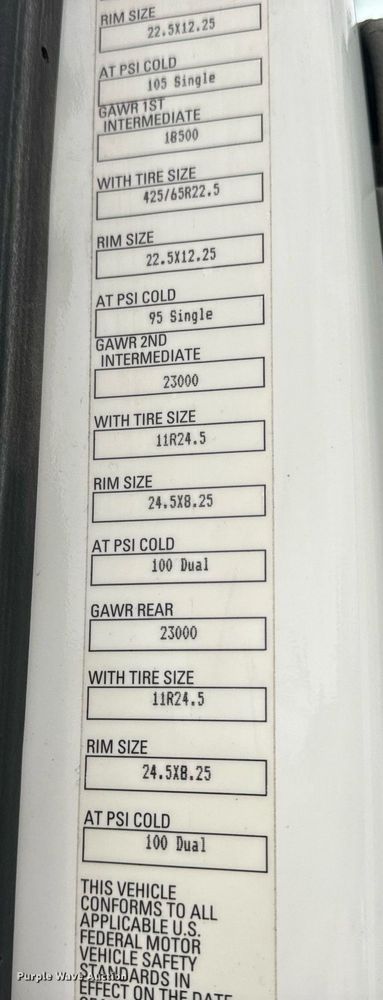 RIM SIZE
22.5X12.25
AT PSI COLD
105 Single
GAWR 1ST
INTERMEDIATE
18500
WITH TIRE SIZE
425/65R22.5
RIM SIZE
22.5X12.25
AT PSI COLD
95 Single
GAWR 2ND
INTERMEDIATE
23000
WITH TIRE SIZE
11R24.5
RIM SIZE
24.5X8.25
AT PSI COLD
100 Dual
GAWR REAR
23000
WITH TIRE SIZE
11R24.5
RIM SIZE
24.5X8.25
AT PSI COLD
100 Dual
THIS VEHICLE
CONFORMS TO ALL
APPLICABLE U.S.
FEDERAL MOTOR
VEHICLE SAFETY
STANDARDS IN
Purple Wave Auction
EFFECT ON THE DATE